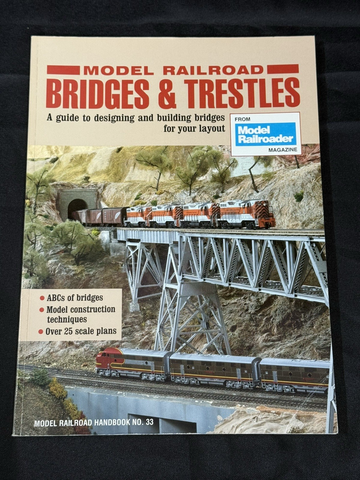 MODEL RAILROAD
BRIDGES & TRESTLES
A guide to designing and building bridges
for your layout
FROM
Model
Railroader
MAGAZINE
• ABCs of bridges
• Model construction
techniques
• Over 25 scale plans
MODEL RAILROAD HANDBOOK NO. 33